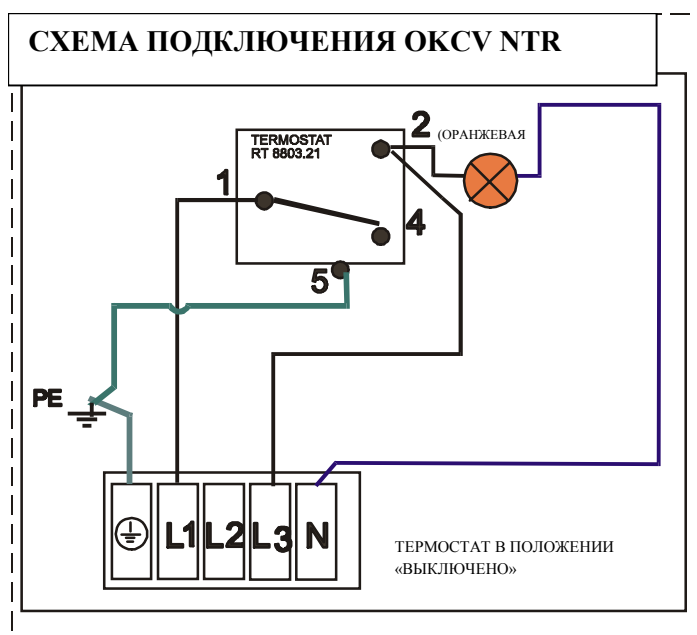 СХЕМА ПОДКЛЮЧЕНИЯ OKCV NTR
TERMOSTAT
RT 8803.21
2 (ОРАНЖЕВАЯ
1
4
5
PE
L1 L2 L3 N
ТЕРМОСТАТ В ПОЛОЖЕНИИ
«ВЫКЛЮЧЕНО»